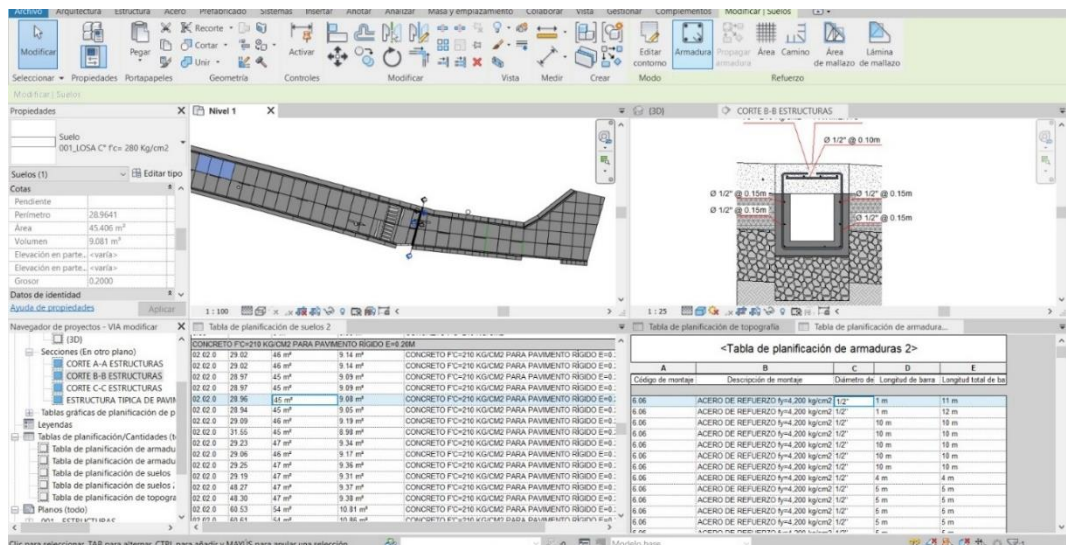 Archivo Arquitectura Estructura Acero Prefabricado Sistemas Insertar Anotar Analizar Masa y emplazamiento Colaborar Vista Gestionar Complementos Modificar | Suelos
Modificar
Pegar
Recorte
Cortar
Unir
Activar
Editar contorno
Armadura
Propagar armadura
Área
Camino
Área de mallazo
Lámina de mallazo
Seleccionar Propiedades Portapapeles Geometría Controles Modificar Vista Medir Crear Modo Refuerzo
Modificar | Suelos
Propiedades
Suelo
001_LOSA C° f'c= 280 Kg/cm2
Suelos (1) Editar tipo
Cotas
Pendiente
Perímetro 28.9641
Área 45.406 m²
Volumen 9.081 m³
Elevación en parte... <varía>
Elevación en parte... <varía>
Grosor 0.2000
Datos de identidad
Ayuda de propiedades Aplicar
Nivel 1
1 : 100
{3D} CORTE B-B ESTRUCTURAS
Ø 1/2" @ 0.10m
Ø 1/2" @ 0.15m
Ø 1/2" @ 0.15m
Ø 1/2" @ 0.15m
Ø 1/2" @ 0.15m
1 : 25
Navegador de proyectos - VIA modificar
{3D}
Secciones (En otro plano)
CORTE A-A ESTRUCTURAS
CORTE B-B ESTRUCTURAS
CORTE C-C ESTRUCTURAS
ESTRUCTURA TIPICA DE PAVIN
Tablas gráficas de planificación de p
Leyendas
Tablas de planificación/Cantidades (t
Tabla de planificación de armadu
Tabla de planificación de armadu
Tabla de planificación de suelos
Tabla de planificación de suelos
Tabla de planificación de topogra
Planos (todo)
Tabla de planificación de suelos 2
CONCRETO F'C=210 KG/CM2 PARA PAVIMENTO RÍGIDO E=0.20M
02.02.0 29.02 46 m² 9.14 m³ CONCRETO F'C=210 KG/CM2 PARA PAVIMENTO RÍGIDO E=0.
02.02.0 29.02 46 m² 9.14 m³ CONCRETO F'C=210 KG/CM2 PARA PAVIMENTO RÍGIDO E=0.
02.02.0 28.97 45 m² 9.09 m³ CONCRETO F'C=210 KG/CM2 PARA PAVIMENTO RÍGIDO E=0.
02.02.0 28.97 45 m² 9.09 m³ CONCRETO F'C=210 KG/CM2 PARA PAVIMENTO RÍGIDO E=0.
02.02.0 28.96 45 m² 9.08 m³ CONCRETO F'C=210 KG/CM2 PARA PAVIMENTO RÍGIDO E=0.
02.02.0 28.94 45 m² 9.05 m³ CONCRETO F'C=210 KG/CM2 PARA PAVIMENTO RÍGIDO E=0.
02.02.0 29.09 46 m² 9.19 m³ CONCRETO F'C=210 KG/CM2 PARA PAVIMENTO RÍGIDO E=0.
02.02.0 31.55 45 m² 8.98 m³ CONCRETO F'C=210 KG/CM2 PARA PAVIMENTO RÍGIDO E=0.
02.02.0 29.23 47 m² 9.34 m³ CONCRETO F'C=210 KG/CM2 PARA PAVIMENTO RÍGIDO E=0.
02.02.0 29.06 46 m² 9.17 m³ CONCRETO F'C=210 KG/CM2 PARA PAVIMENTO RÍGIDO E=0.
02.02.0 29.25 47 m² 9.36 m³ CONCRETO F'C=210 KG/CM2 PARA PAVIMENTO RÍGIDO E=0.
02.02.0 29.19 47 m² 9.31 m³ CONCRETO F'C=210 KG/CM2 PARA PAVIMENTO RÍGIDO E=0.
02.02.0 48.27 47 m² 9.37 m³ CONCRETO F'C=210 KG/CM2 PARA PAVIMENTO RÍGIDO E=0.
02.02.0 48.30 47 m² 9.38 m³ CONCRETO F'C=210 KG/CM2 PARA PAVIMENTO RÍGIDO E=0.
02.02.0 60.53 54 m² 10.81 m³ CONCRETO F'C=210 KG/CM2 PARA PAVIMENTO RÍGIDO E=0.
Tabla de planificación de topografía Tabla de planificación de armadura...
<Tabla de planificación de armaduras 2>
A B C D E
Código de montaje Descripción de montaje Diámetro de Longitud de barra Longitud total de ba
6.06 ACERO DE REFUERZO fy=4,200 kg/cm2 1/2" 1 m 11 m
6.06 ACERO DE REFUERZO fy=4,200 kg/cm2 1/2" 1 m 12 m
6.06 ACERO DE REFUERZO fy=4,200 kg/cm2 1/2" 10 m 10 m
6.06 ACERO DE REFUERZO fy=4,200 kg/cm2 1/2" 10 m 10 m
6.06 ACERO DE REFUERZO fy=4,200 kg/cm2 1/2" 10 m 10 m
6.06 ACERO DE REFUERZO fy=4,200 kg/cm2 1/2" 10 m 10 m
6.06 ACERO DE REFUERZO fy=4,200 kg/cm2 1/2" 4 m 4 m
6.06 ACERO DE REFUERZO fy=4,200 kg/cm2 1/2" 5 m 5 m
6.06 ACERO DE REFUERZO fy=4,200 kg/cm2 1/2" 5 m 5 m
6.06 ACERO DE REFUERZO fy=4,200 kg/cm2 1/2" 5 m 5 m
6.06 ACERO DE REFUERZO fy=4,200 kg/cm2 1/2" 5 m 5 m
Clic para seleccionar, TAB para alternar, CTRL para añadir y MAYÚS para anular una selección. Modelo base